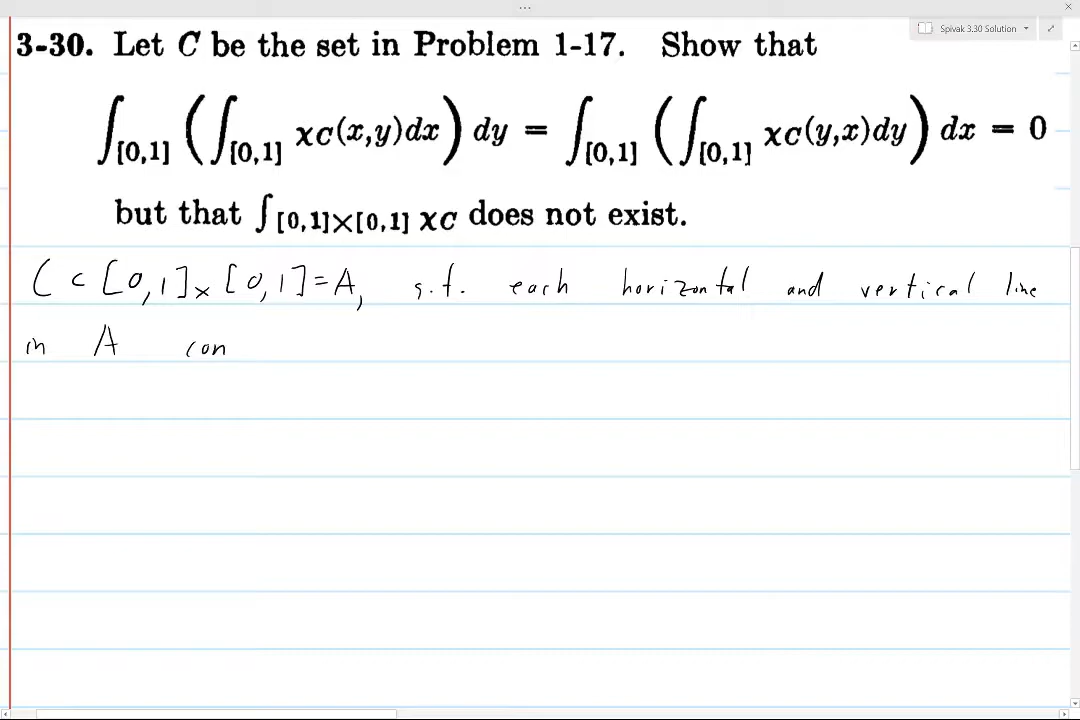 Spivak 3.30 Solution
3-30. Let C be the set in Problem 1-17. Show that
∫[0,1] (∫[0,1] χC(x,y)dx) dy = ∫[0,1] (∫[0,1] χC(y,x)dy) dx = 0
but that ∫[0,1]×[0,1] χC does not exist.
C ⊂ [0,1]×[0,1]=A, s.t. each horizontal and vertical line
in A con